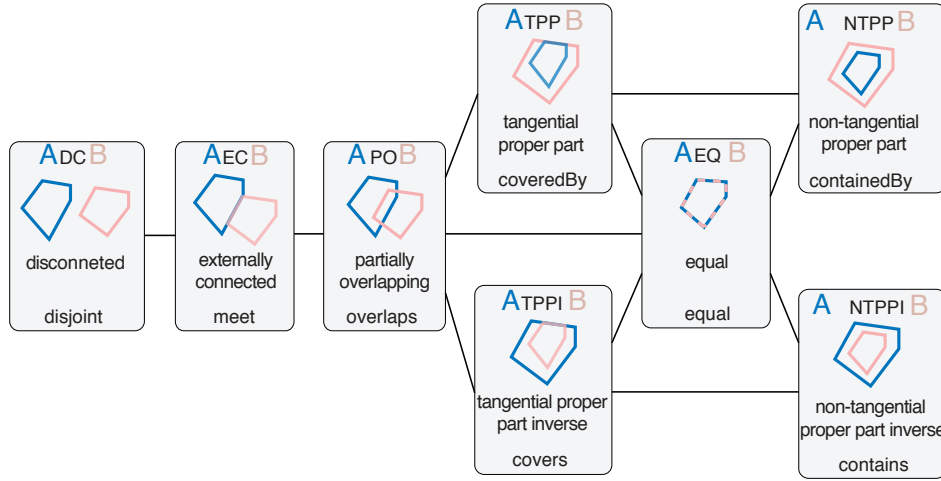 A TPP B
tangential
proper part
coveredBy
A NTPP B
non-tangential
proper part
containedBy
A DC B
disconneted
disjoint
A EC B
externally
connected
meet
A PO B
partially
overlapping
overlaps
A EQ B
equal
equal
A TPPI B
tangential proper
part inverse
covers
A NTPPI B
non-tangential
proper part inverse
contains